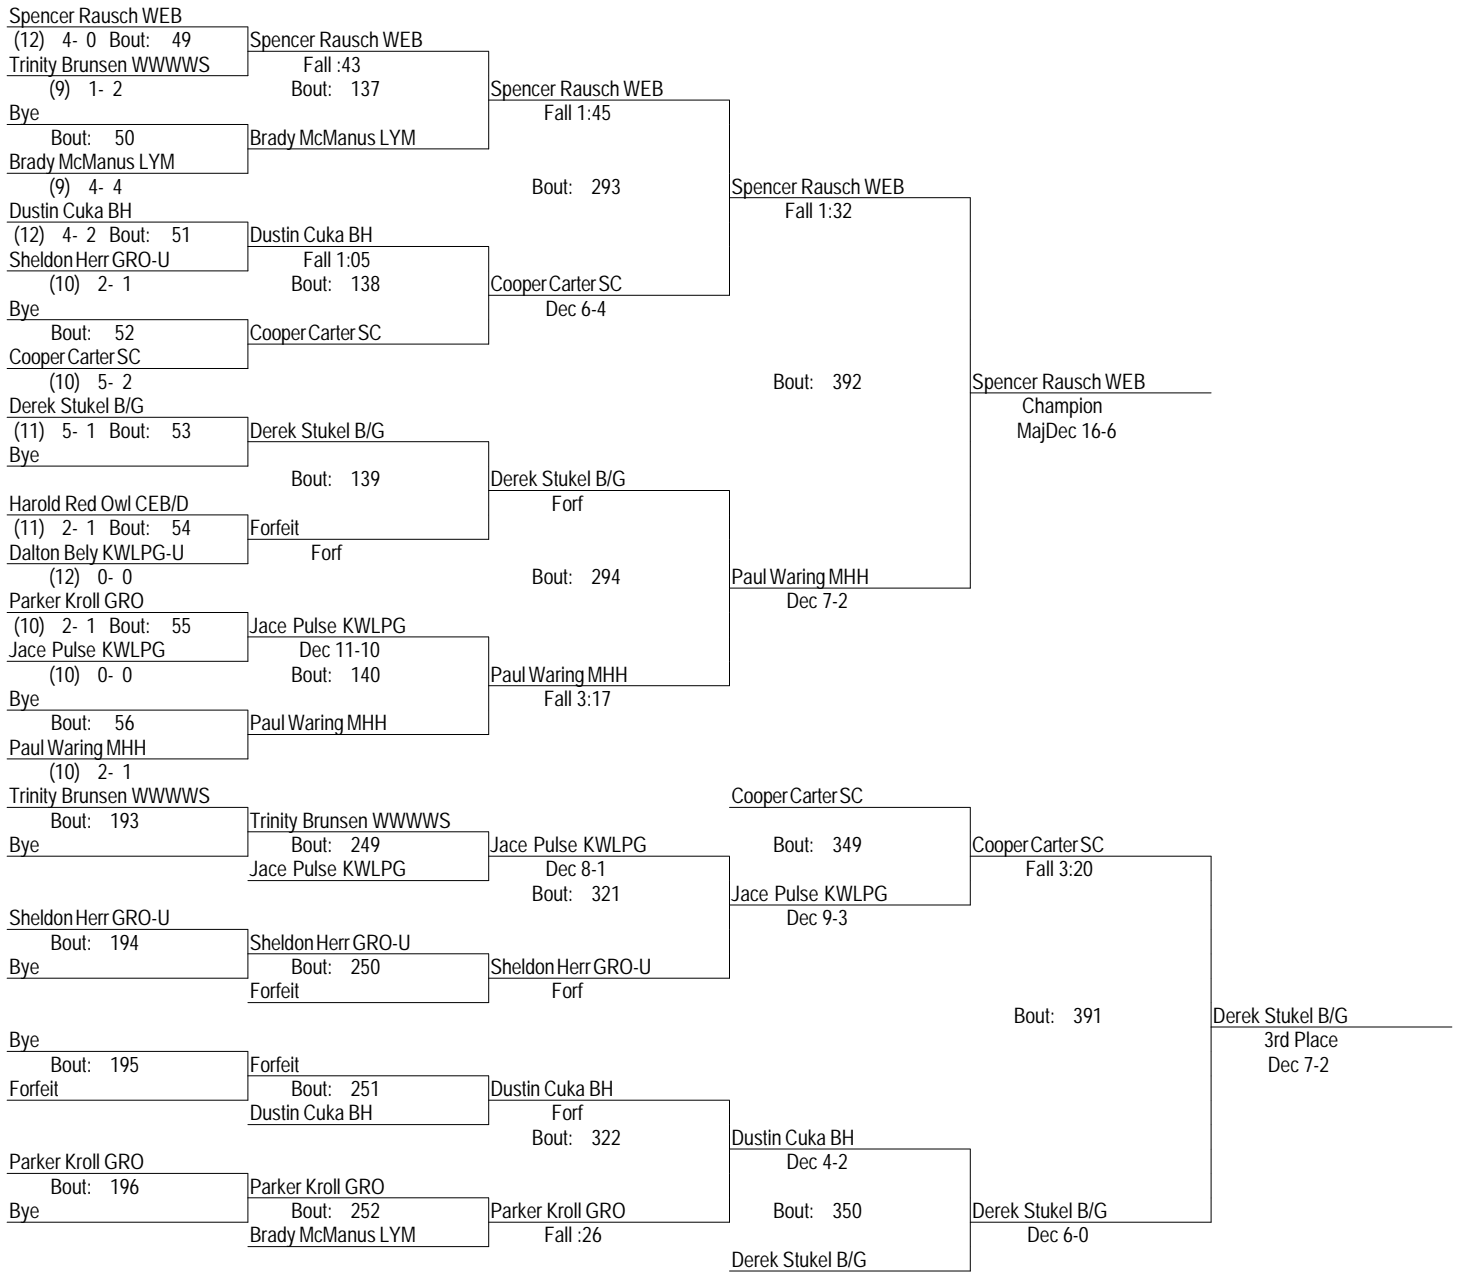 Spencer Rausch WEB
(12) 4- 0 Bout: 49 Spencer Rausch WEB
Trinity Brunsen WWWWS Fall :43
(9) 1- 2 Bout: 137 Spencer Rausch WEB
Bye Fall 1:45
Bout: 50 Brady McManus LYM
Brady McManus LYM
(9) 4- 4 Bout: 293 Spencer Rausch WEB
Dustin Cuka BH Fall 1:32
(12) 4- 2 Bout: 51 Dustin Cuka BH
Sheldon Herr GRO-U Fall 1:05
(10) 2- 1 Bout: 138 Cooper Carter SC
Bye Dec 6-4
Bout: 52 Cooper Carter SC
Cooper Carter SC
(10) 5- 2 Bout: 392 Spencer Rausch WEB
Derek Stukel B/G Champion
(11) 5- 1 Bout: 53 Derek Stukel B/G MajDec 16-6
Bye
Bout: 139 Derek Stukel B/G
Harold Red Owl CEB/D Forf
(11) 2- 1 Bout: 54 Forfeit
Dalton Bely KWLPG-U Forf
(12) 0- 0 Bout: 294 Paul Waring MHH
Parker Kroll GRO Dec 7-2
(10) 2- 1 Bout: 55 Jace Pulse KWLPG
Jace Pulse KWLPG Dec 11-10
(10) 0- 0 Bout: 140 Paul Waring MHH
Bye Fall 3:17
Bout: 56 Paul Waring MHH
Paul Waring MHH
(10) 2- 1
Trinity Brunsen WWWWS Cooper Carter SC
Bout: 193 Trinity Brunsen WWWWS
Bye Bout: 249 Jace Pulse KWLPG Bout: 349 Cooper Carter SC
Jace Pulse KWLPG Dec 8-1 Fall 3:20
Bout: 321 Jace Pulse KWLPG
Sheldon Herr GRO-U Dec 9-3
Bout: 194 Sheldon Herr GRO-U
Bye Bout: 250 Sheldon Herr GRO-U
Forfeit Forf
Bout: 391 Derek Stukel B/G
Bye 3rd Place
Bout: 195 Forfeit Dec 7-2
Forfeit Bout: 251 Dustin Cuka BH
Dustin Cuka BH Forf
Bout: 322 Dustin Cuka BH
Parker Kroll GRO Dec 4-2
Bout: 196 Parker Kroll GRO
Bye Bout: 252 Parker Kroll GRO Bout: 350 Derek Stukel B/G
Brady McManus LYM Fall :26 Dec 6-0
Derek Stukel B/G